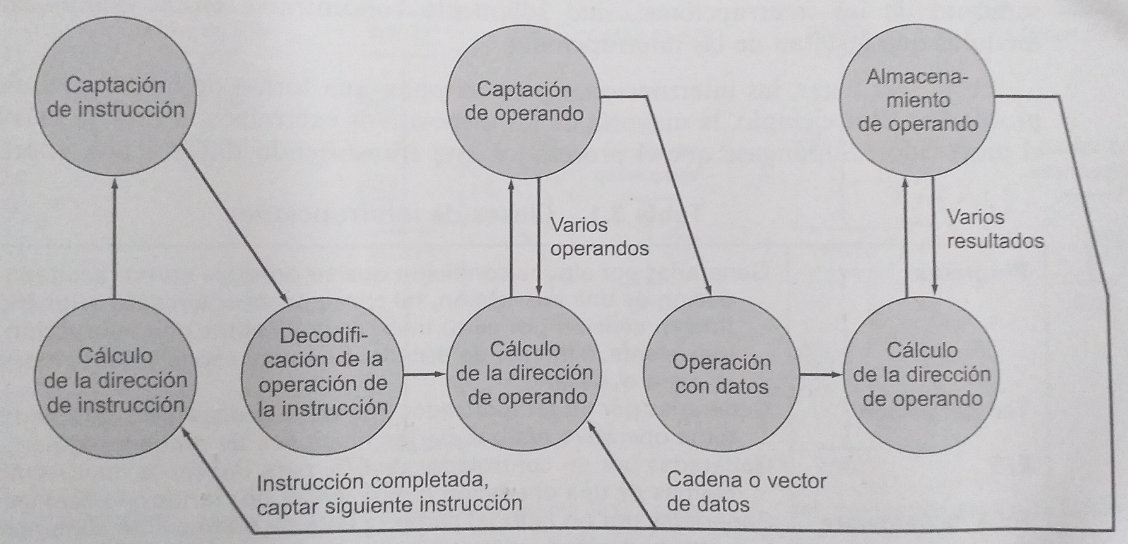 Captación
de instrucción
Captación
de operando
Almacena-
miento
de operando
Varios
operandos
Varios
resultados
Cálculo
de la dirección
de instrucción
Decodifi-
cación de la
operación de
la instrucción
Cálculo
de la dirección
de operando
Operación
con datos
Cálculo
de la dirección
de operando
Instrucción completada,
captar siguiente instrucción
Cadena o vector
de datos